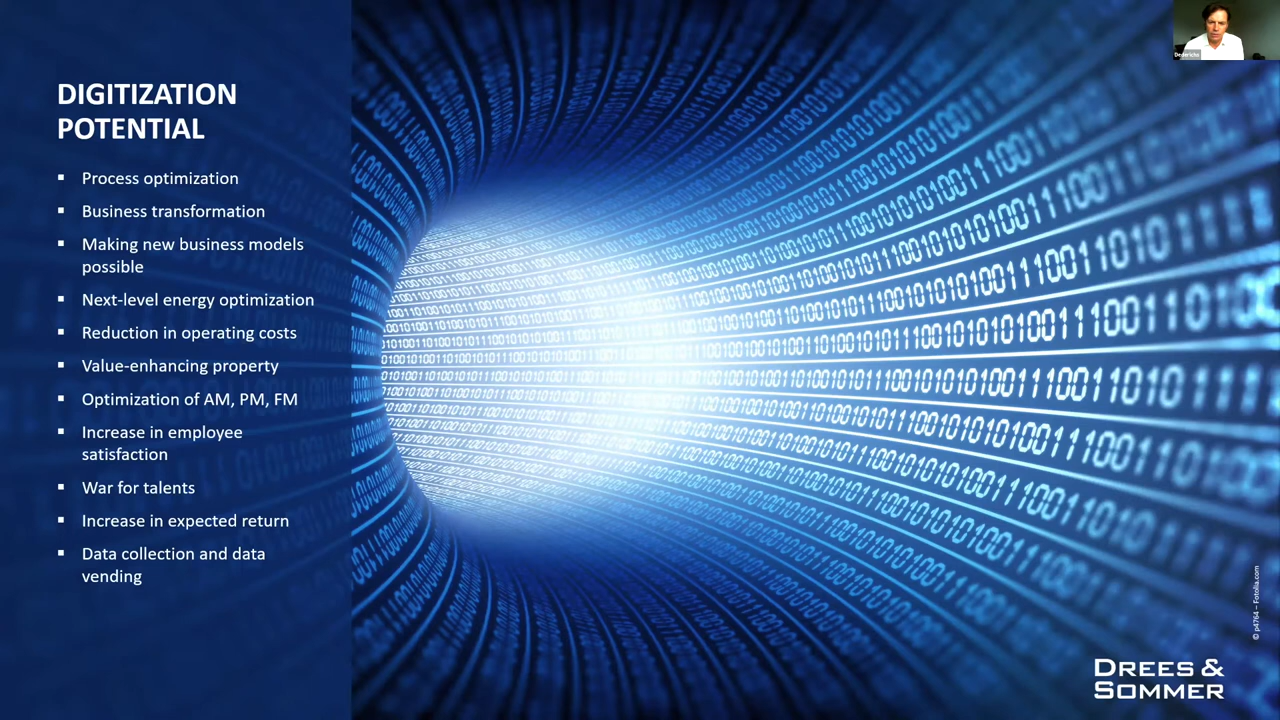 DIGITIZATION
POTENTIAL
Process optimization
Business transformation
Making new business models
possible
Next-level energy optimization
Reduction in operating costs
Value-enhancing property
Optimization of AM, PM, FM
Increase in employee
satisfaction
War for talents
Increase in expected return
Data collection and data
vending
© p4764 – Fotolia.com
DREES &
SOMMER